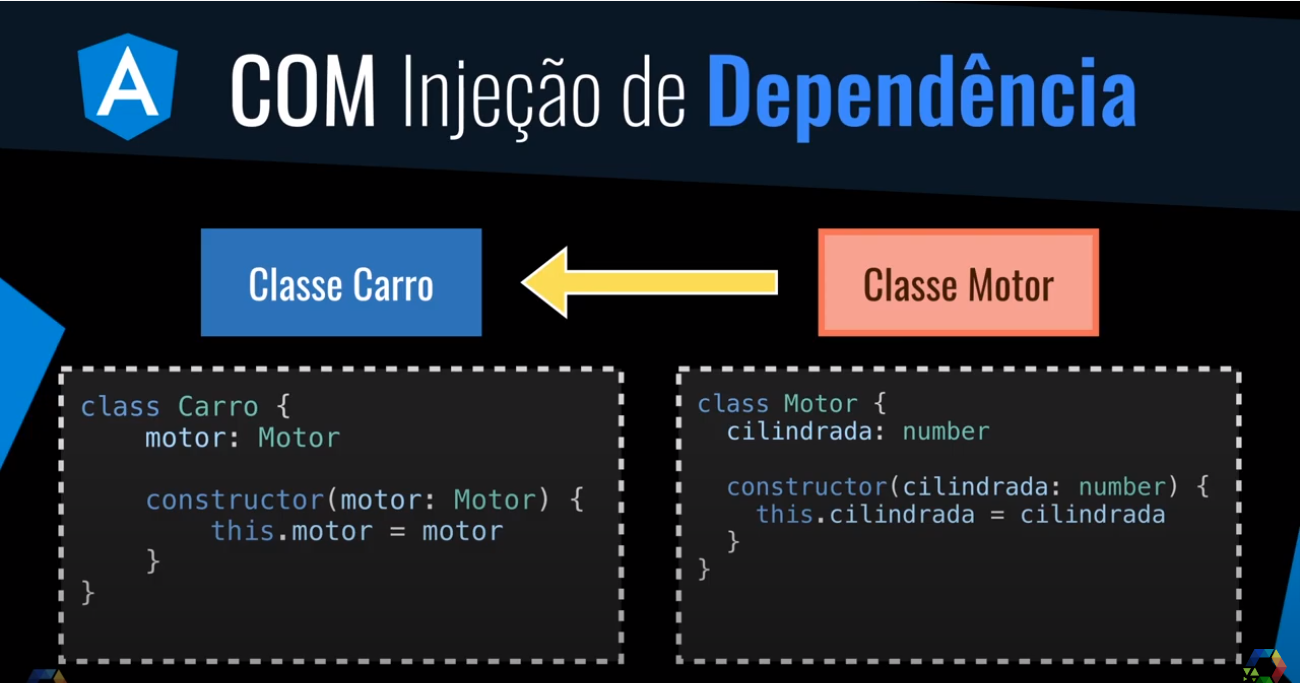 A
COM Injeção de Dependência
Classe Carro
Classe Motor
class Carro {
    motor: Motor

    constructor(motor: Motor) {
        this.motor = motor
    }
}
class Motor {
  cilindrada: number

  constructor(cilindrada: number) {
    this.cilindrada = cilindrada
  }
}